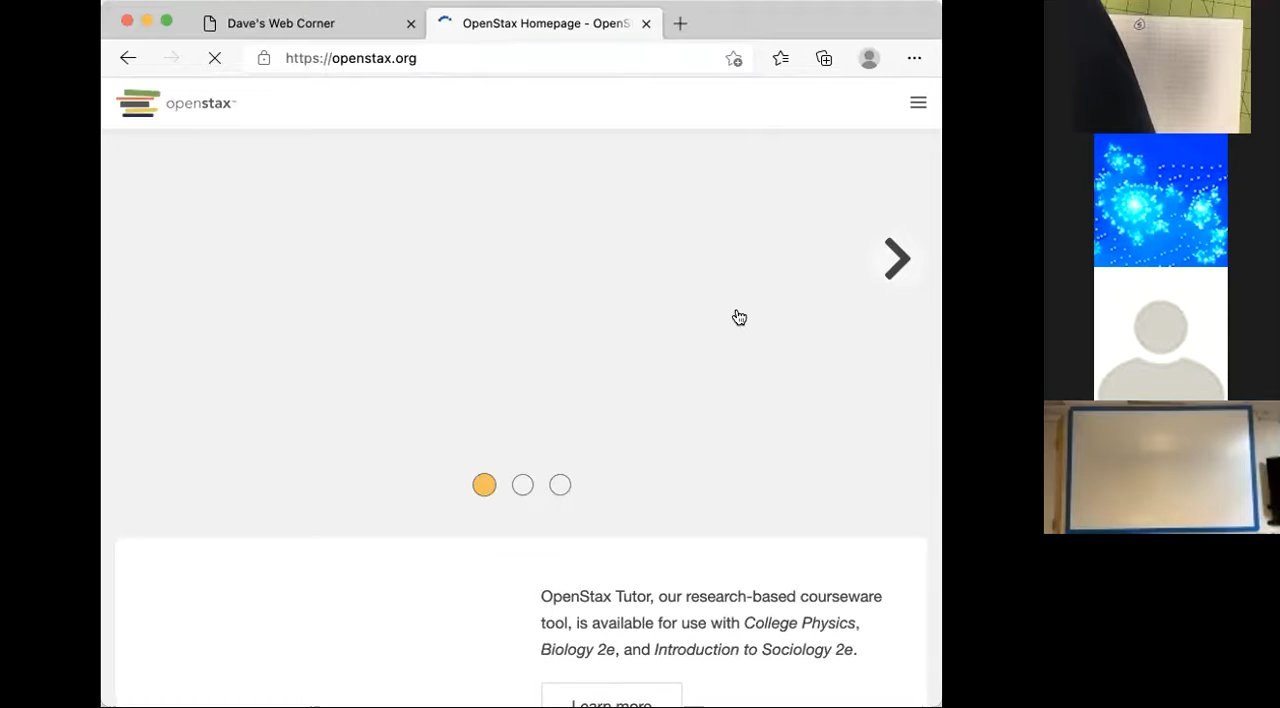 Dave's Web Corner
OpenStax Homepage - OpenS
https://openstax.org
openstax™
OpenStax Tutor, our research-based courseware
tool, is available for use with College Physics,
Biology 2e, and Introduction to Sociology 2e.
Learn more